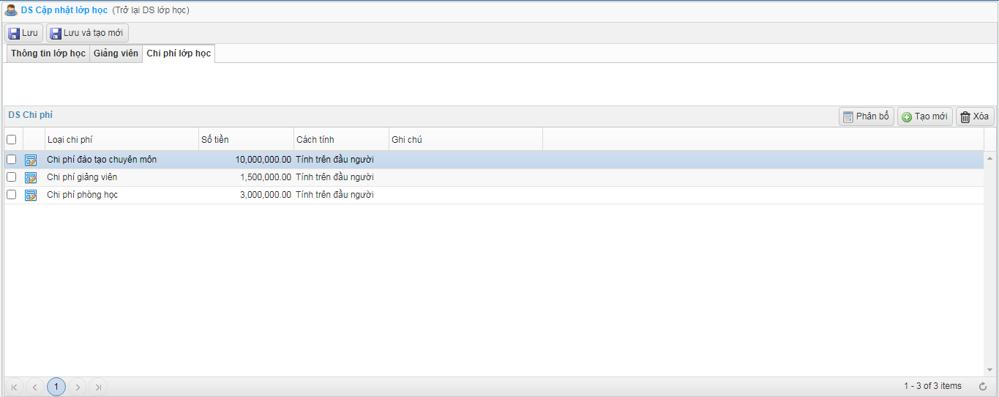 DS Cập nhật lớp học (Trở lại DS lớp học)
Lưu Lưu và tạo mới
Thông tin lớp học Giảng viên Chi phí lớp học
DS Chi phí Phân bổ Tạo mới Xóa
Loại chi phí Số tiền Cách tính Ghi chú
Chi phí đào tạo chuyên môn 10,000,000.00 Tính trên đầu người
Chi phí giảng viên 1,500,000.00 Tính trên đầu người
Chi phí phòng học 3,000,000.00 Tính trên đầu người
1 1 - 3 of 3 items